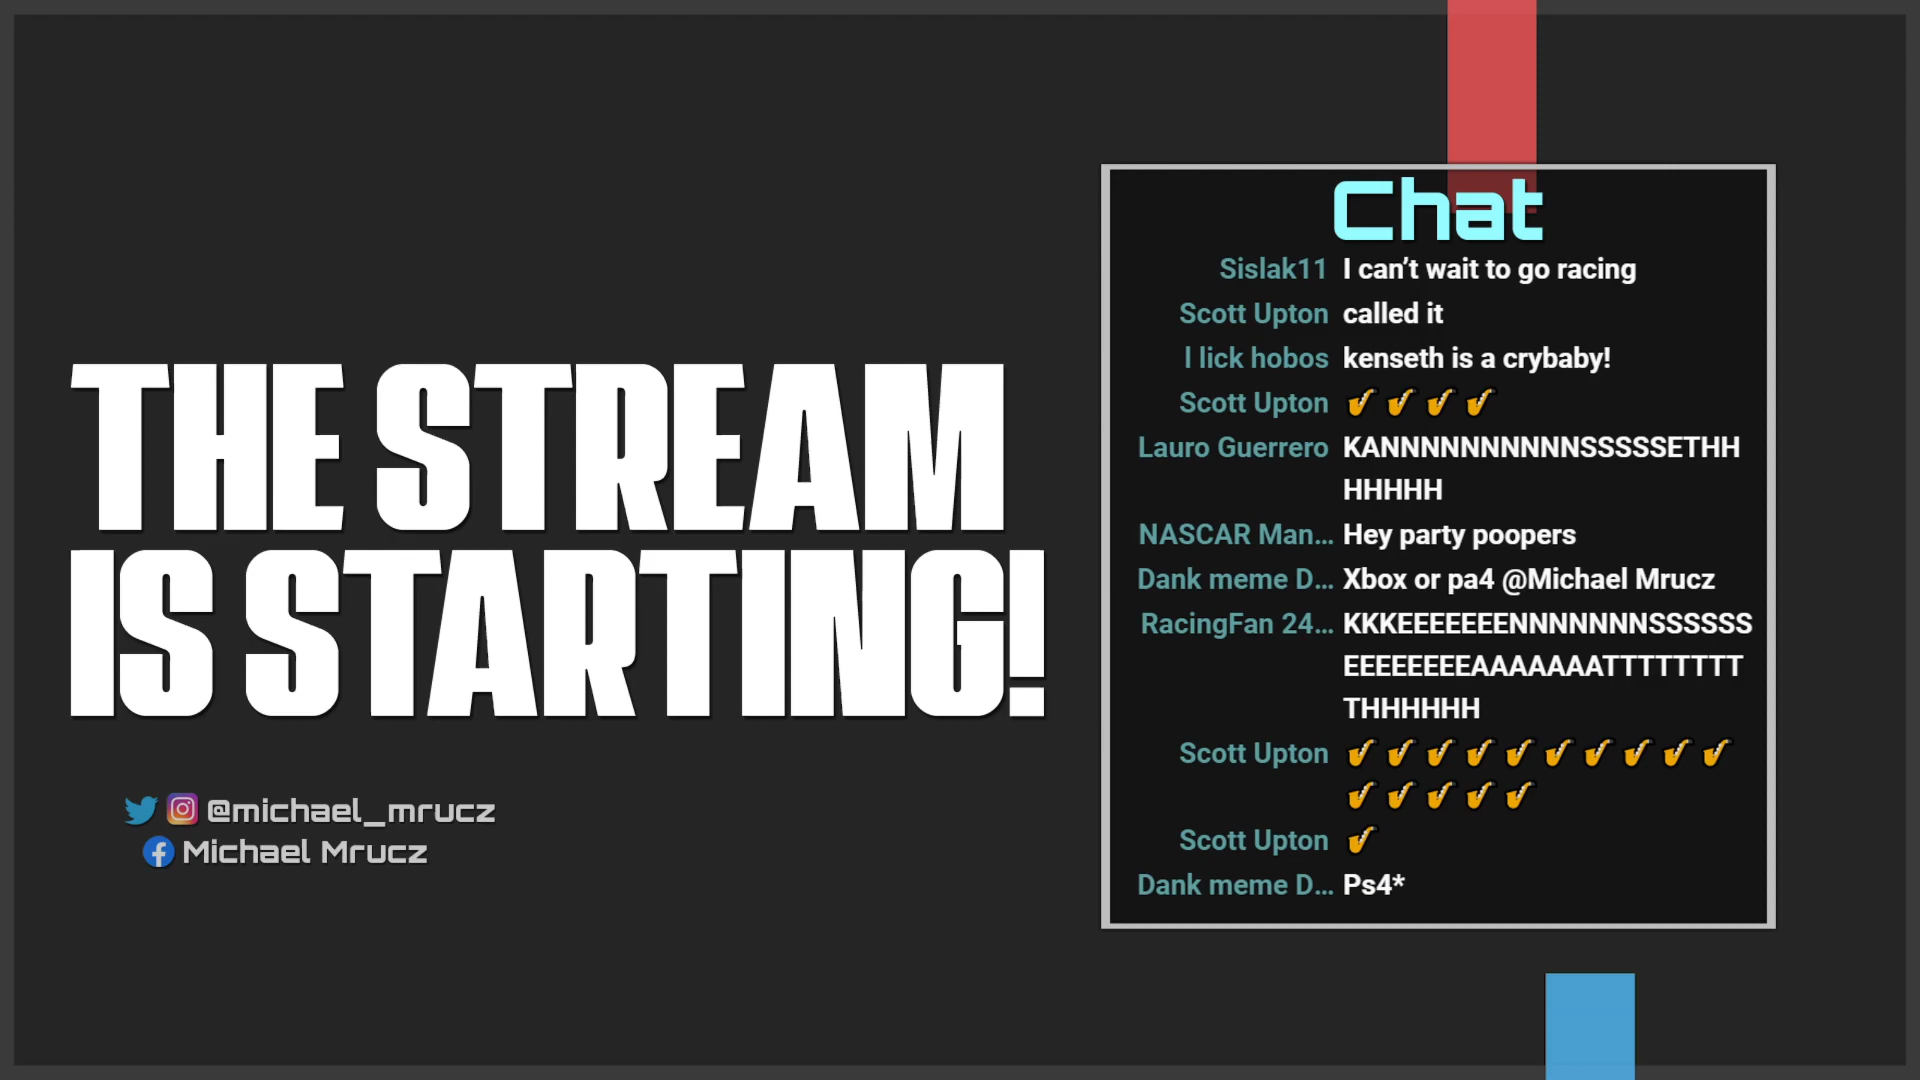 THE STREAM
IS STARTING!
@michael_mrucz
Michael Mrucz
Chat
Sislak11 I can't wait to go racing
Scott Upton called it
I lick hobos kenseth is a crybaby!
Scott Upton 🎷🎷🎷🎷
Lauro Guerrero KANNNNNNNNNNSSSSSETHH
HHHHH
NASCAR Man... Hey party poopers
Dank meme D... Xbox or pa4 @Michael Mrucz
RacingFan 24... KKKEEEEEEENNNNNNNSSSSSS
EEEEEEEEAAAAAAATTTTTTTT
THHHHHH
Scott Upton 🎷🎷🎷🎷🎷🎷🎷🎷🎷🎷
🎷🎷🎷🎷🎷
Scott Upton 🎷
Dank meme D... Ps4*